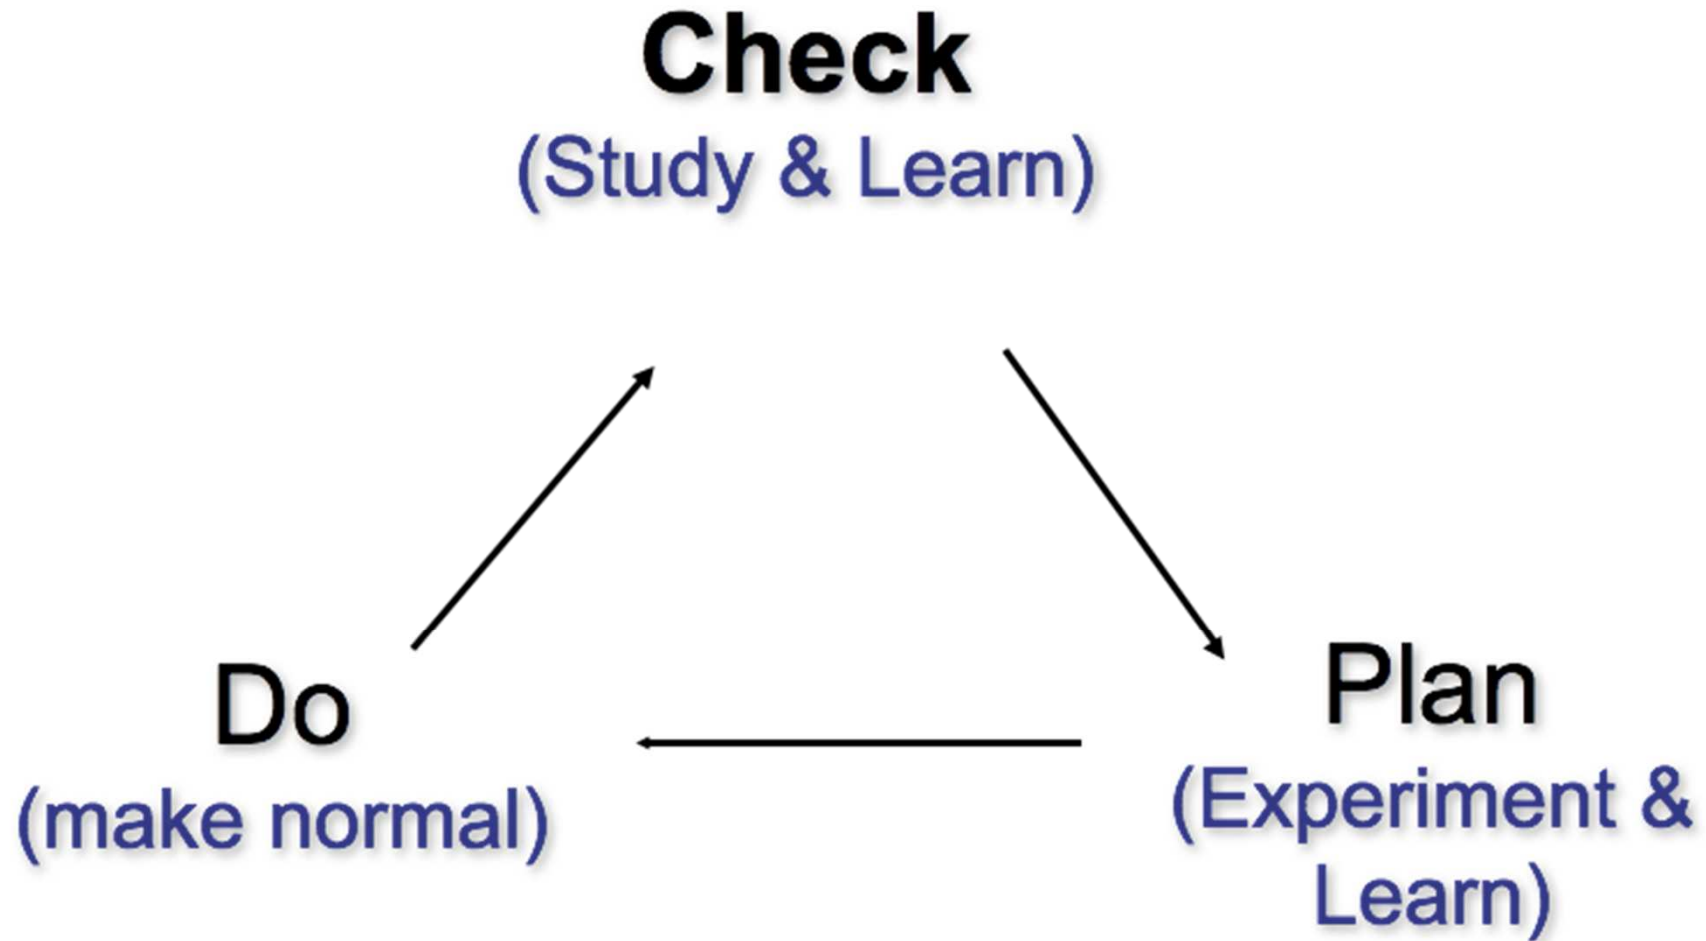 Check
(Study & Learn)
Do
(make normal)
Plan
(Experiment &
Learn)